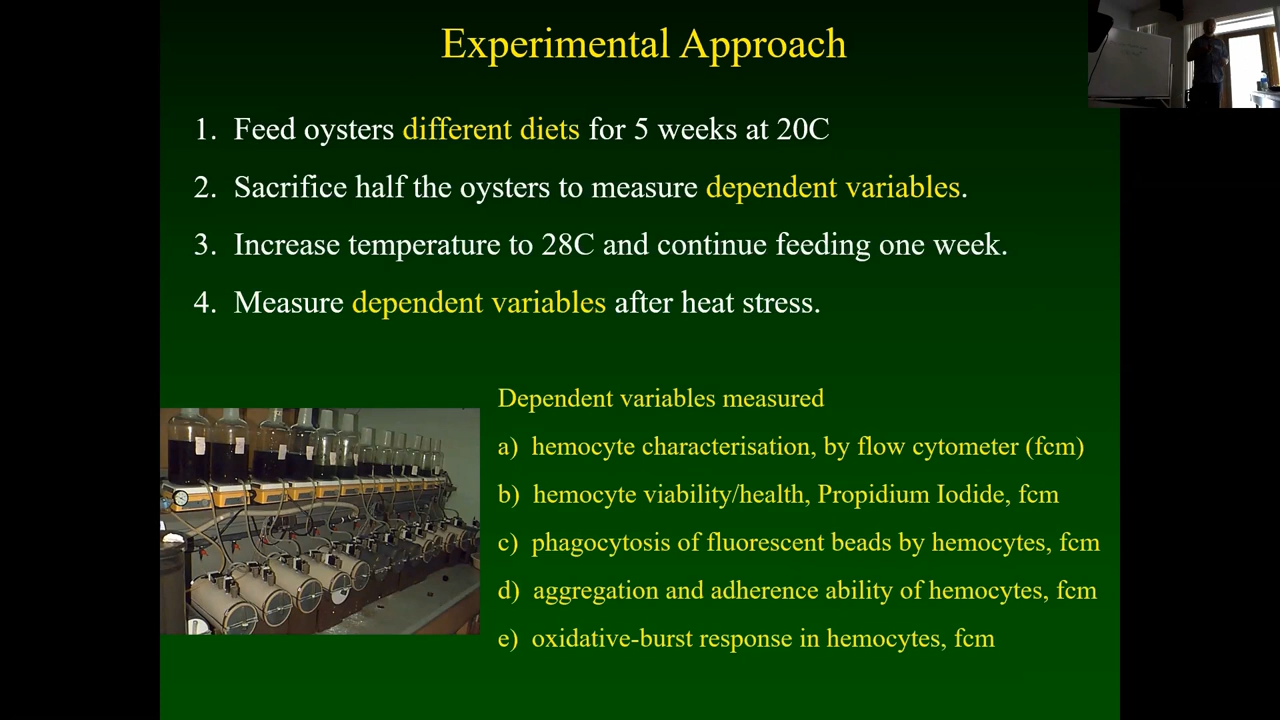 Experimental Approach
1. Feed oysters different diets for 5 weeks at 20C
2. Sacrifice half the oysters to measure dependent variables.
3. Increase temperature to 28C and continue feeding one week.
4. Measure dependent variables after heat stress.
Dependent variables measured
a) hemocyte characterisation, by flow cytometer (fcm)
b) hemocyte viability/health, Propidium Iodide, fcm
c) phagocytosis of fluorescent beads by hemocytes, fcm
d) aggregation and adherence ability of hemocytes, fcm
e) oxidative-burst response in hemocytes, fcm